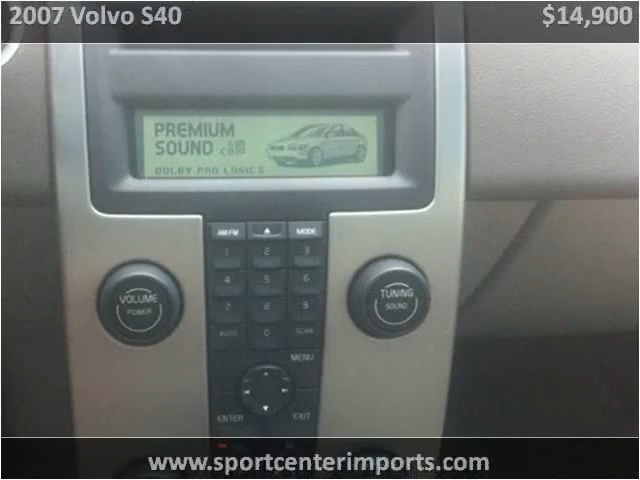 2007 Volvo S40 $14,900
PREMIUM
SOUND
DOLBY PRO LOGIC II
AM/FM MODE
1 2 3
4 5 6
7 8 9
AUTO 0 SCAN
VOLUME
POWER
TUNING
SOUND
MENU
ENTER EXIT
www.sportcenterimports.com